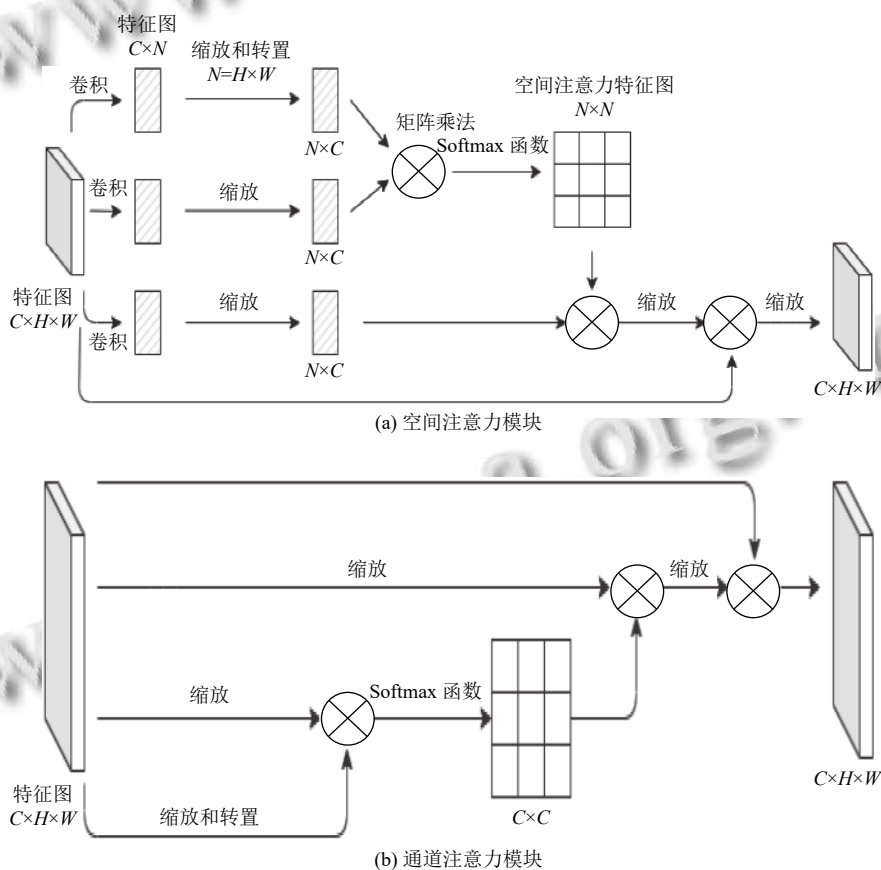 特征图
C×N
缩放和转置
N=H×W
卷积
N×C
空间注意力特征图
N×N
矩阵乘法
Softmax 函数
卷积
缩放
N×C
特征图
C×H×W
卷积
缩放
N×C
缩放
缩放
C×H×W
(a) 空间注意力模块
缩放
缩放
缩放
Softmax 函数
特征图
C×H×W
缩放和转置
C×C
C×H×W
(b) 通道注意力模块